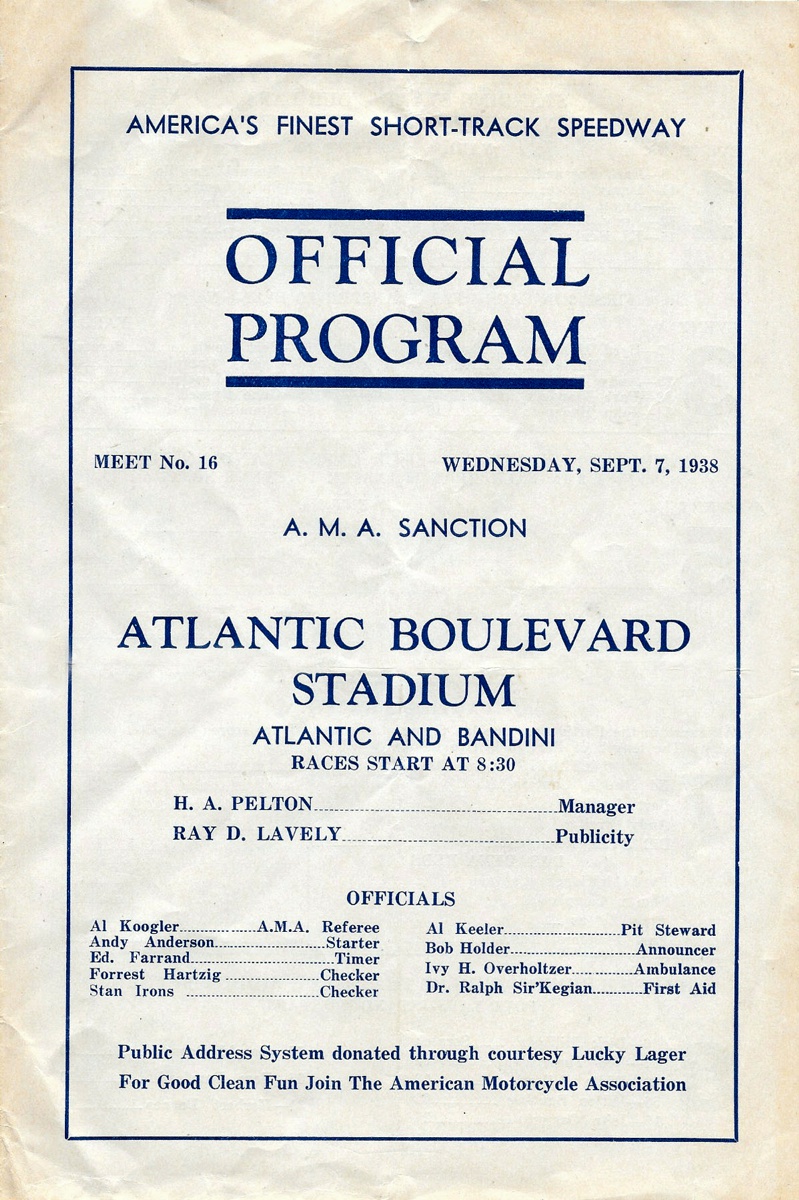 AMERICA'S FINEST SHORT-TRACK SPEEDWAY
OFFICIAL
PROGRAM
MEET No. 16 WEDNESDAY, SEPT. 7, 1938
A. M. A. SANCTION
ATLANTIC BOULEVARD
STADIUM
ATLANTIC AND BANDINI
RACES START AT 8:30
H. A. PELTON........Manager
RAY D. LAVELY........Publicity
OFFICIALS
Al Koogler........A.M.A. Referee
Andy Anderson........Starter
Ed. Farrand........Timer
Forrest Hartzig........Checker
Stan Irons........Checker
Al Keeler........Pit Steward
Bob Holder........Announcer
Ivy H. Overholtzer........Ambulance
Dr. Ralph Sir'Kegian........First Aid
Public Address System donated through courtesy Lucky Lager
For Good Clean Fun Join The American Motorcycle Association